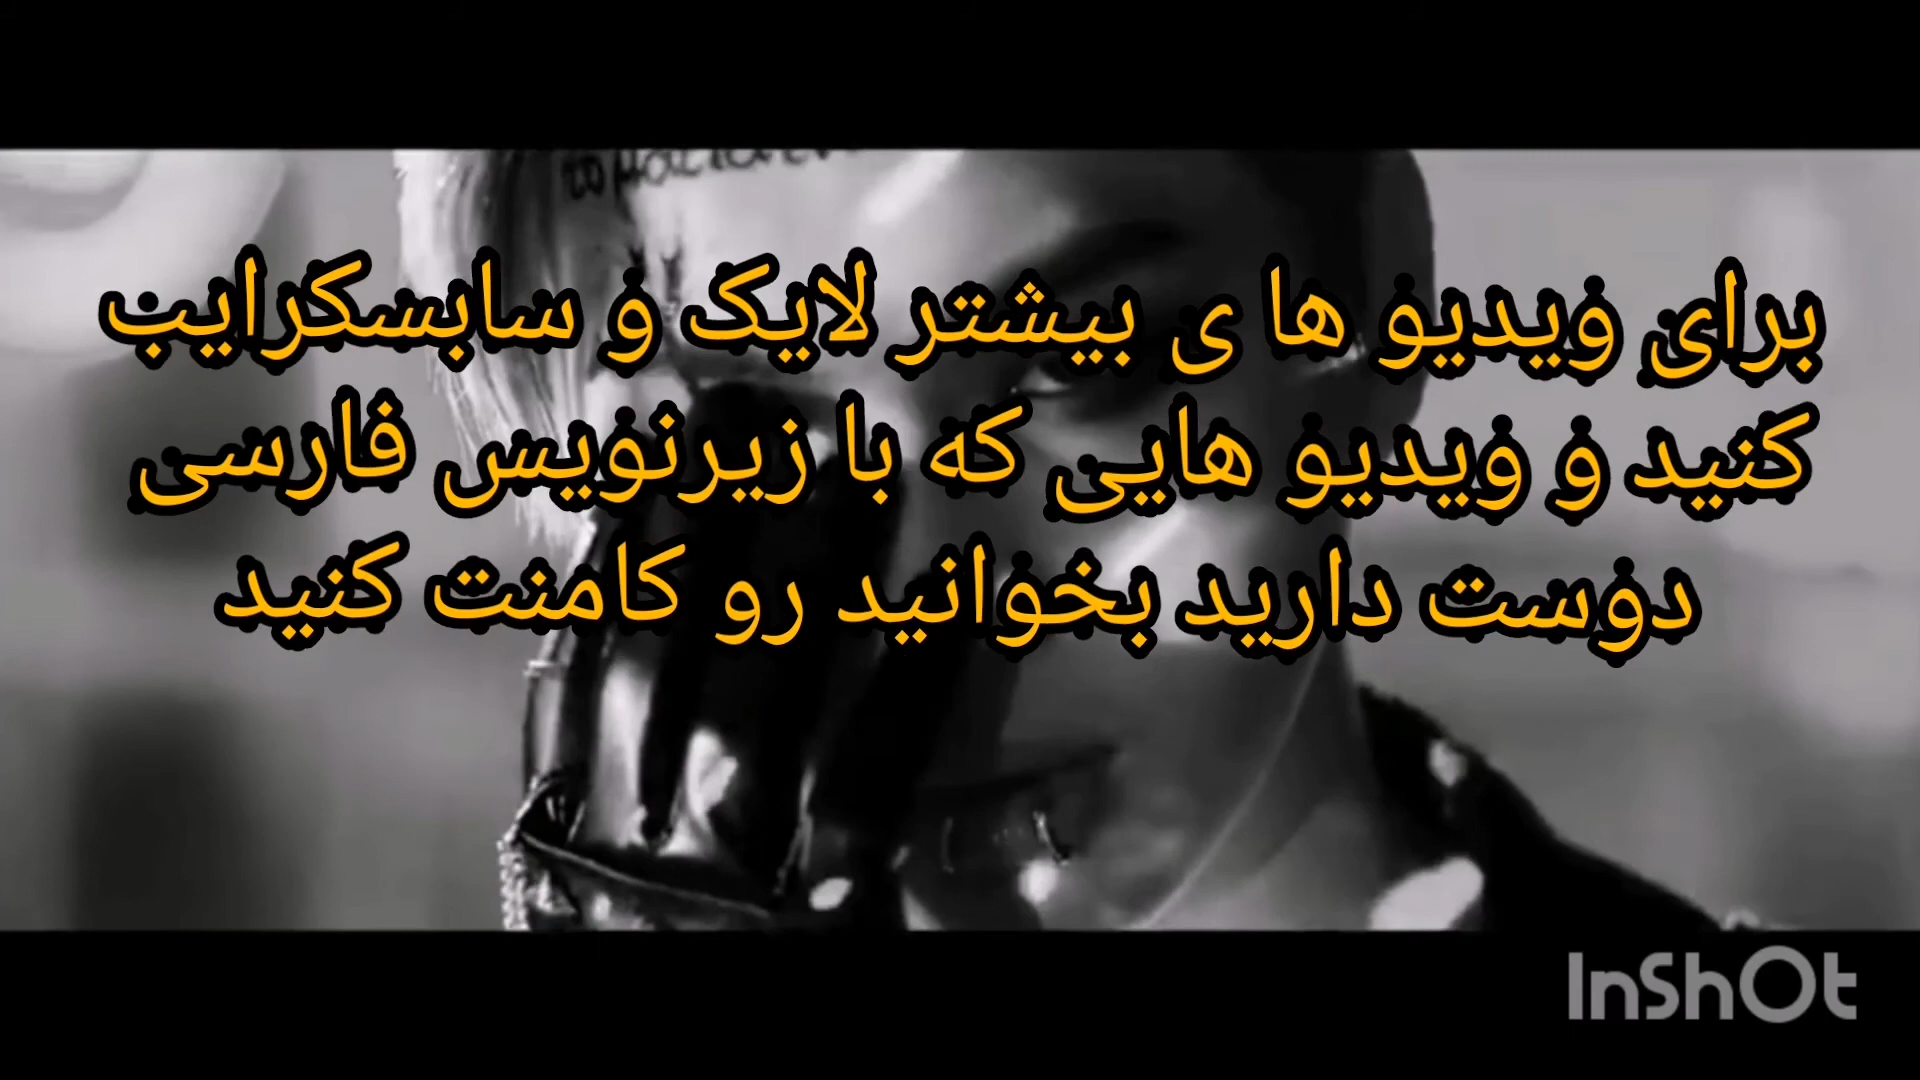 برای ویدیو ها ی بیشتر لایک و سابسکرایب
کنید و ویدیو هایی که با زیرنویس فارسی
دوست دارید بخوانید رو کامنت کنید
InShOt